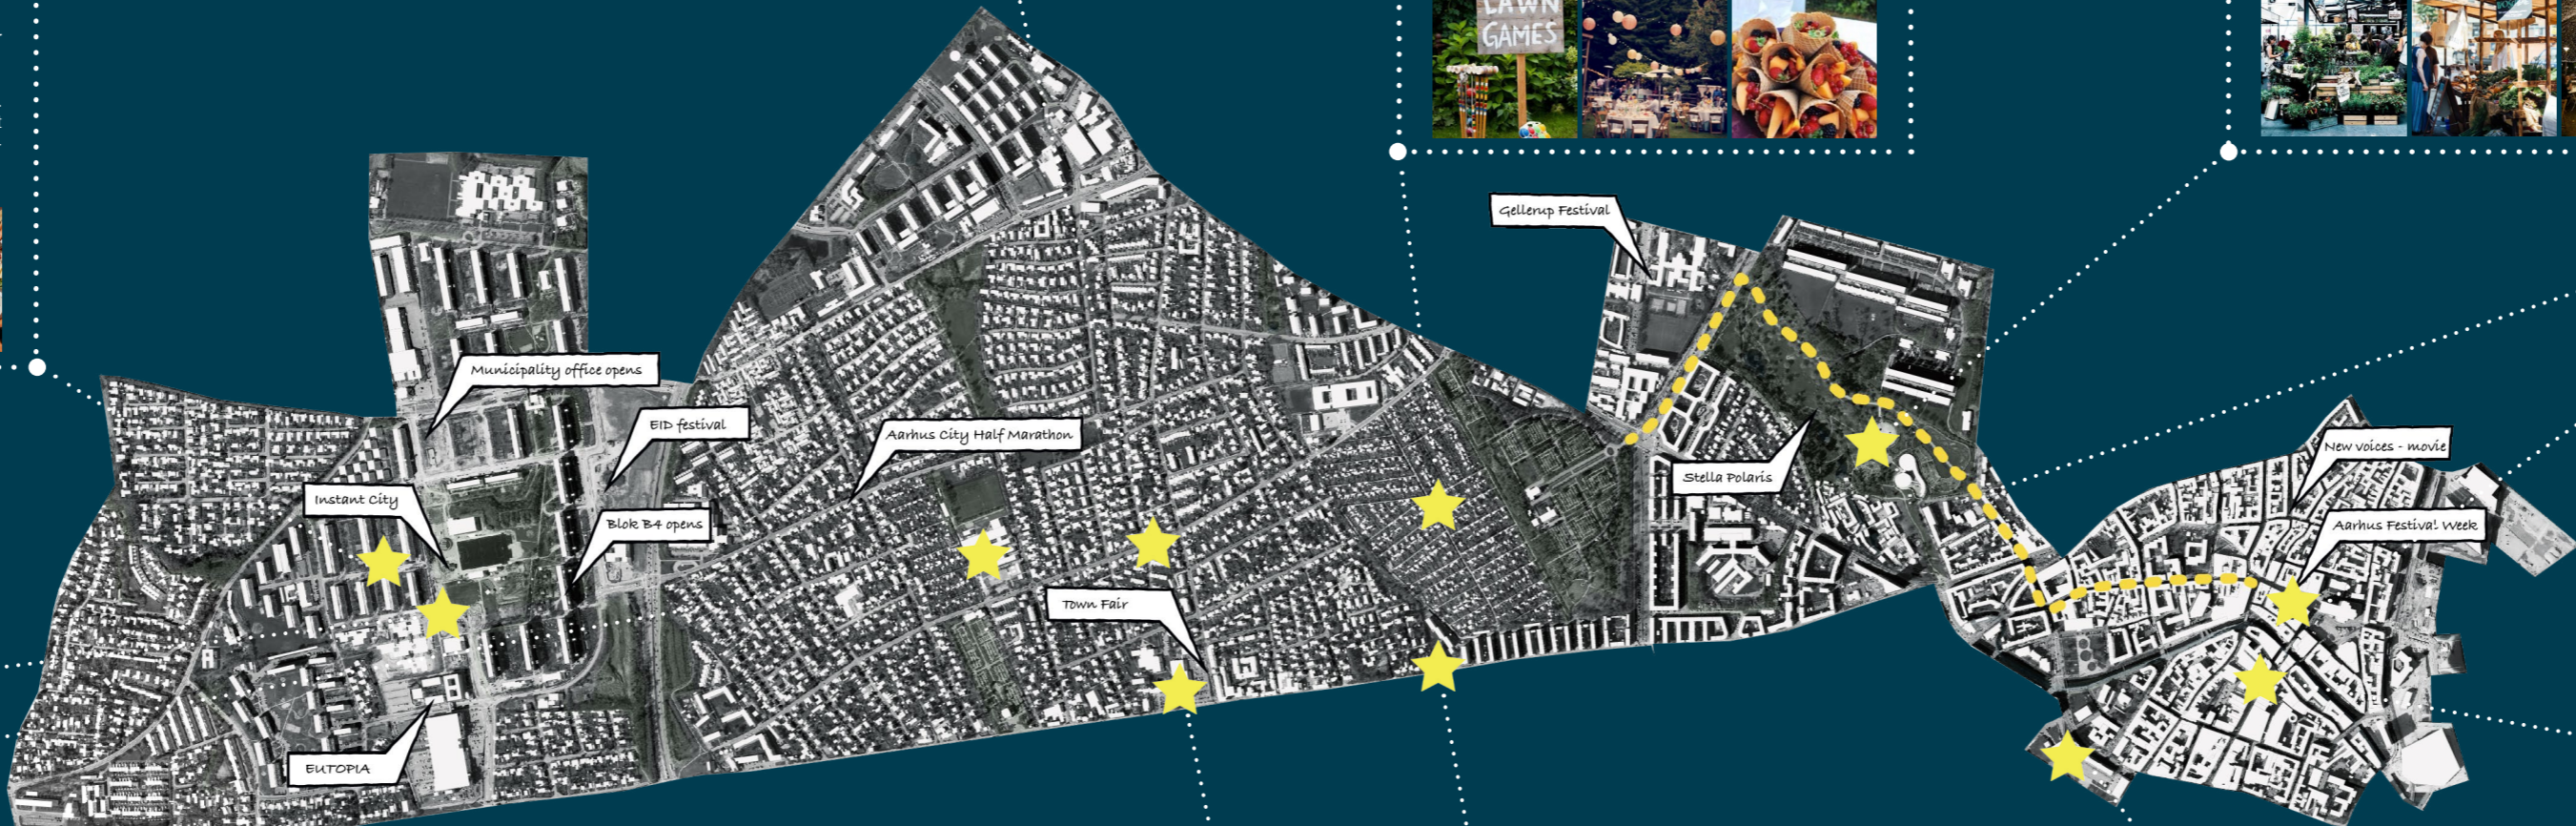 LAWN
GAMES
Gellerup Festival
Municipality office opens
EID festival
Aarhus City Half Marathon
Stella Polaris
New voices - movie
Instant City
Blok B4 opens
Aarhus Festival Week
Town Fair
EUTOPIA